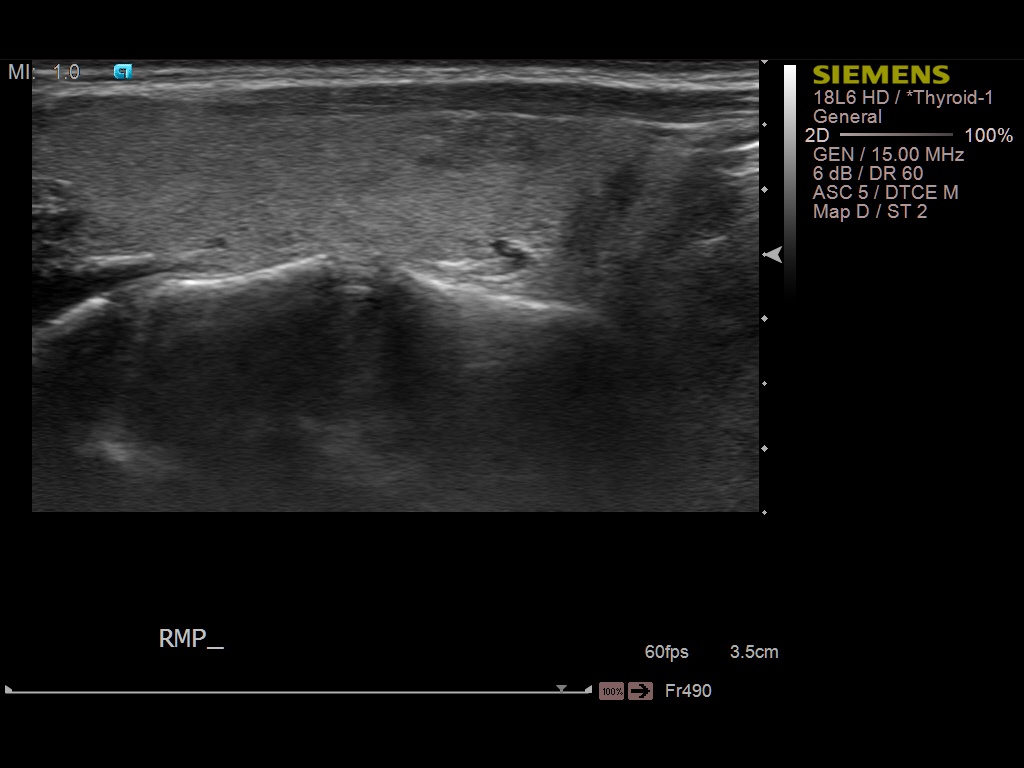 MI: 1.0
SIEMENS
18L6 HD / *Thyroid-1
General
2D 100%
GEN / 15.00 MHz
6 dB / DR 60
ASC 5 / DTCE M
Map D / ST 2
RMP_
60fps 3.5cm
100% Fr490